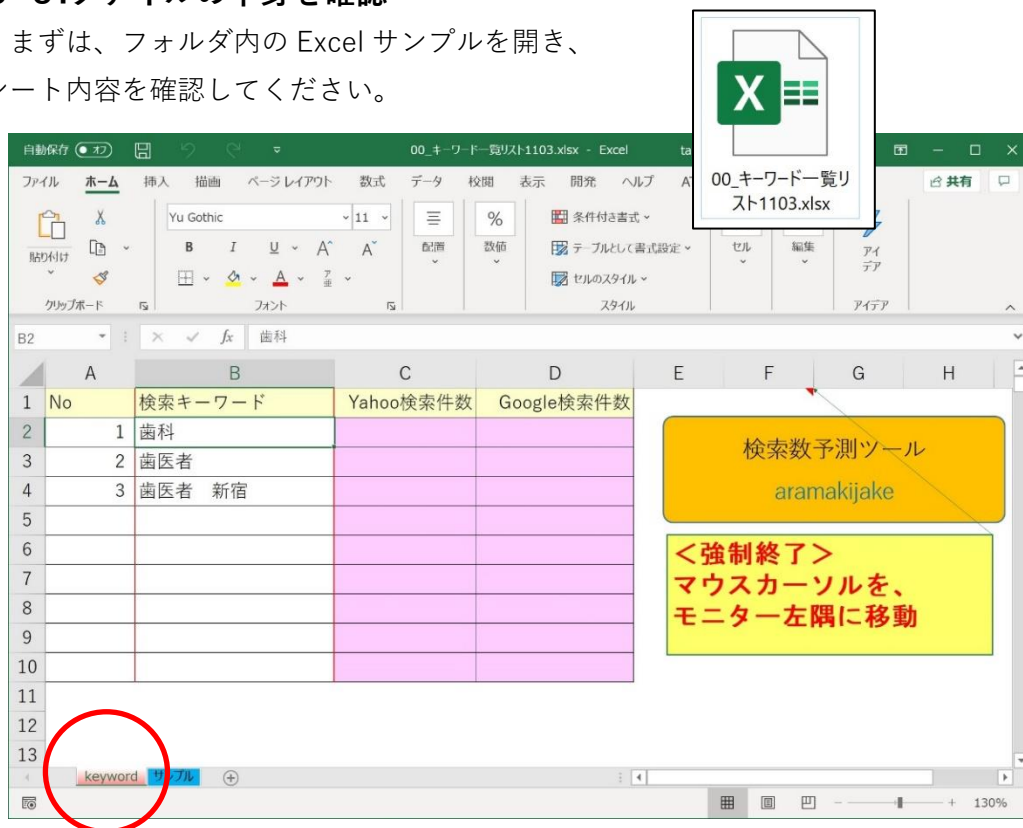 まずは、フォルダ内の Excel サンプルを開き、
シート内容を確認してください。
00_キーワード一覧リ
スト1103.xlsx
自動保存 オフ 00_キーワード一覧リスト1103.xlsx - Excel
ファイル ホーム 挿入 描画 ページ レイアウト 数式 データ 校閲 表示 開発 ヘルプ 共有
貼り付け Yu Gothic 11 % 条件付き書式
B I U A A 配置 数値 テーブルとして書式設定 セル 編集 アイ
デア
A ア 亜 セルのスタイル
クリップボード フォント スタイル アイデア
B2 fx 歯科
A B C D E F G H
1 No 検索キーワード Yahoo検索件数 Google検索件数
2 1 歯科
3 2 歯医者
4 3 歯医者 新宿
5
6
7
8
9
10
11
12
13
検索数予測ツール
aramakijake
＜強制終了＞
マウスカーソルを、
モニター左隅に移動
keyword サンプル
130%